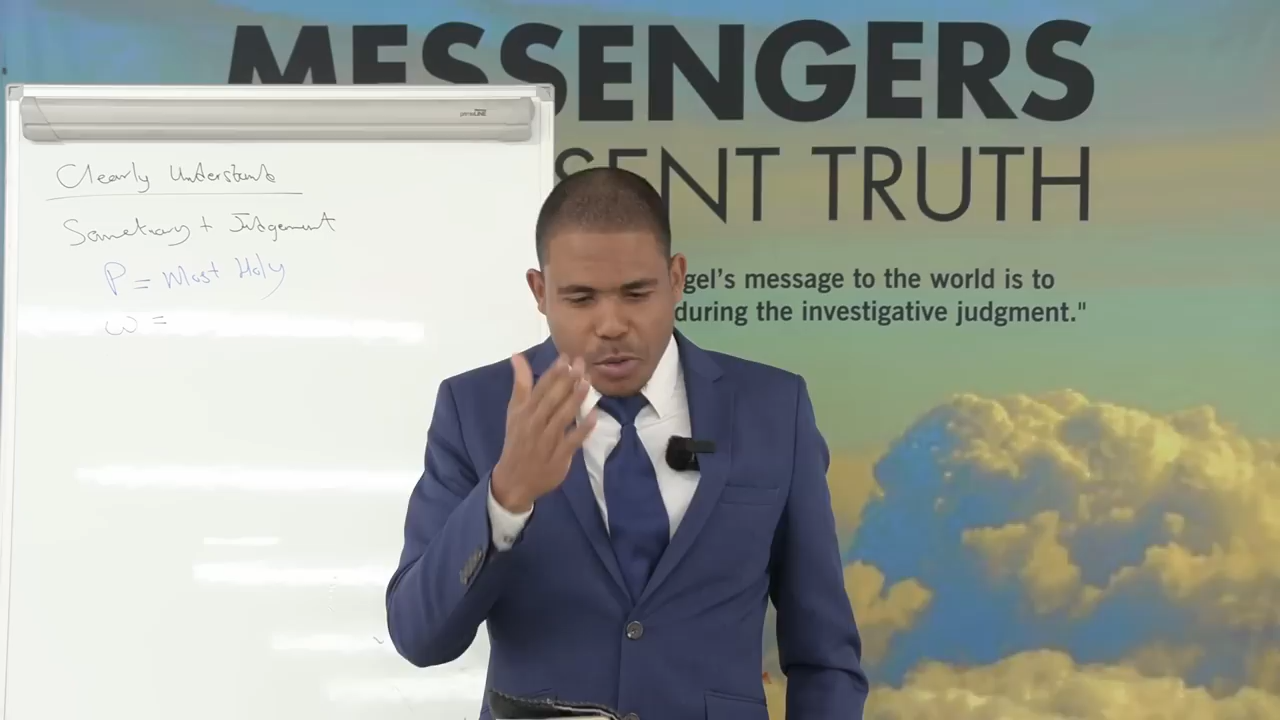 MESSENGERS
SENT TRUTH
gel's message to the world is to
during the investigative judgment."
Clearly Understand
Sanctuary + Judgement
P = Most Holy
W =